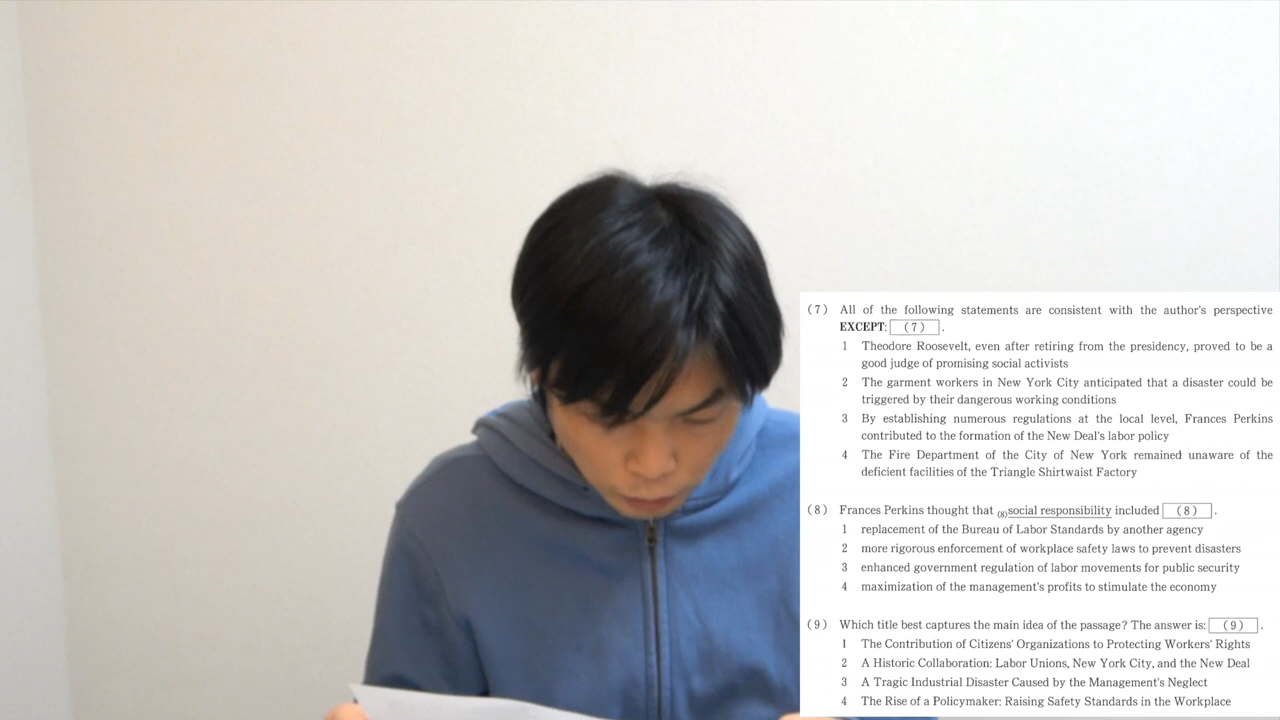 (7) All of the following statements are consistent with the author's perspective
EXCEPT: (7) .
1 Theodore Roosevelt, even after retiring from the presidency, proved to be a
good judge of promising social activists
2 The garment workers in New York City anticipated that a disaster could be
triggered by their dangerous working conditions
3 By establishing numerous regulations at the local level, Frances Perkins
contributed to the formation of the New Deal's labor policy
4 The Fire Department of the City of New York remained unaware of the
deficient facilities of the Triangle Shirtwaist Factory
(8) Frances Perkins thought that (8)social responsibility included (8) .
1 replacement of the Bureau of Labor Standards by another agency
2 more rigorous enforcement of workplace safety laws to prevent disasters
3 enhanced government regulation of labor movements for public security
4 maximization of the management's profits to stimulate the economy
(9) Which title best captures the main idea of the passage? The answer is: (9) .
1 The Contribution of Citizens' Organizations to Protecting Workers' Rights
2 A Historic Collaboration: Labor Unions, New York City, and the New Deal
3 A Tragic Industrial Disaster Caused by the Management's Neglect
4 The Rise of a Policymaker: Raising Safety Standards in the Workplace